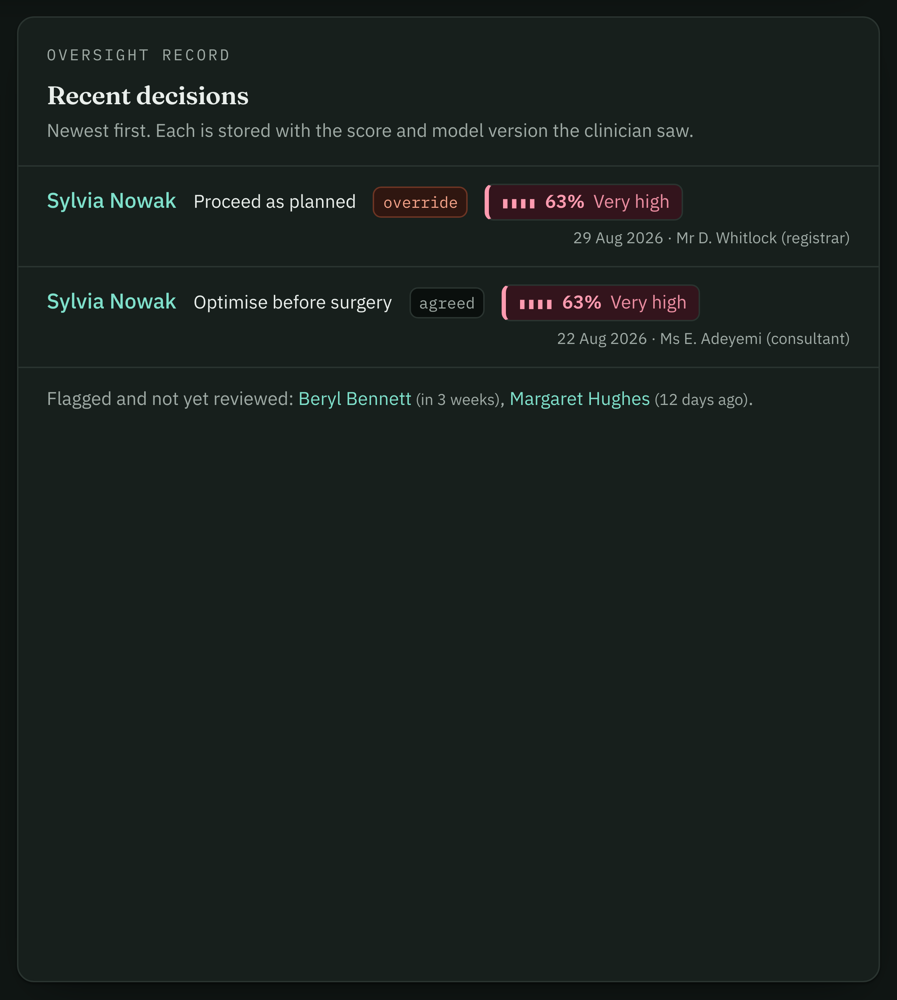 OVERSIGHT RECORD
Recent decisions
Newest first. Each is stored with the score and model version the clinician saw.
Sylvia Nowak Proceed as planned override 63% Very high
29 Aug 2026 · Mr D. Whitlock (registrar)
Sylvia Nowak Optimise before surgery agreed 63% Very high
22 Aug 2026 · Ms E. Adeyemi (consultant)
Flagged and not yet reviewed: Beryl Bennett (in 3 weeks), Margaret Hughes (12 days ago).